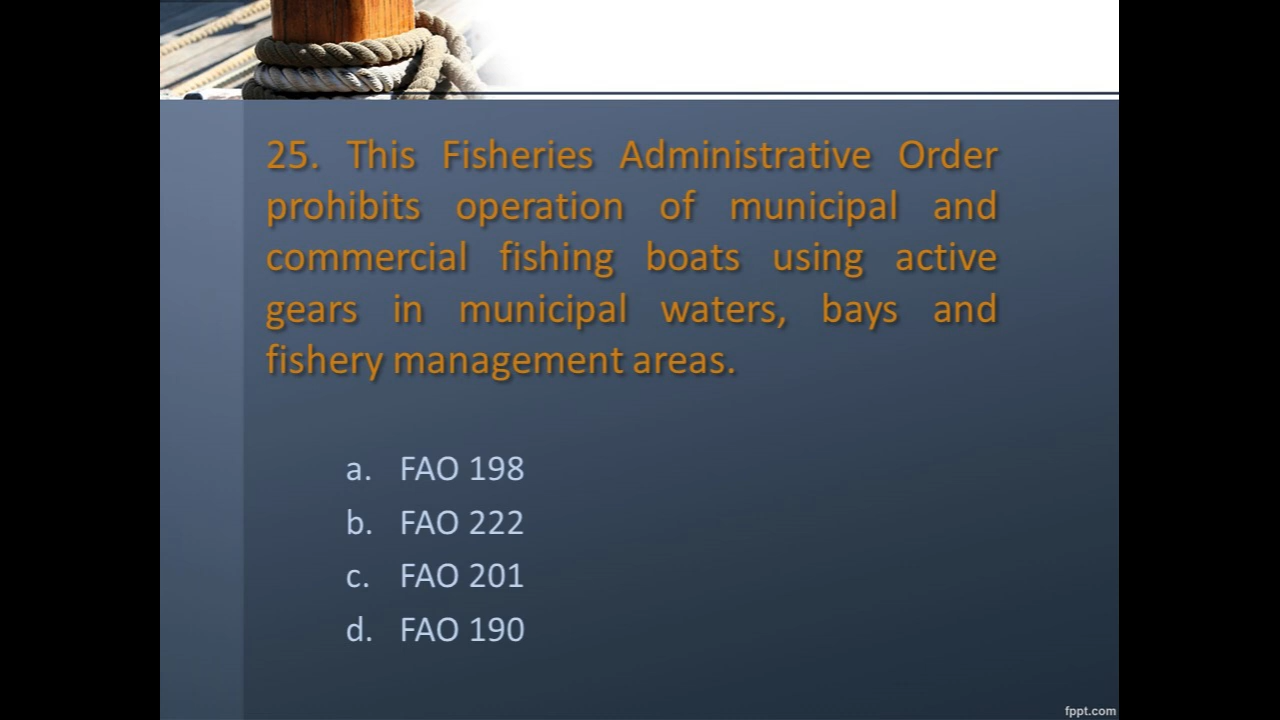 25. This Fisheries Administrative Order
prohibits operation of municipal and
commercial fishing boats using active
gears in municipal waters, bays and
fishery management areas.
a. FAO 198
b. FAO 222
c. FAO 201
d. FAO 190
fppt.com